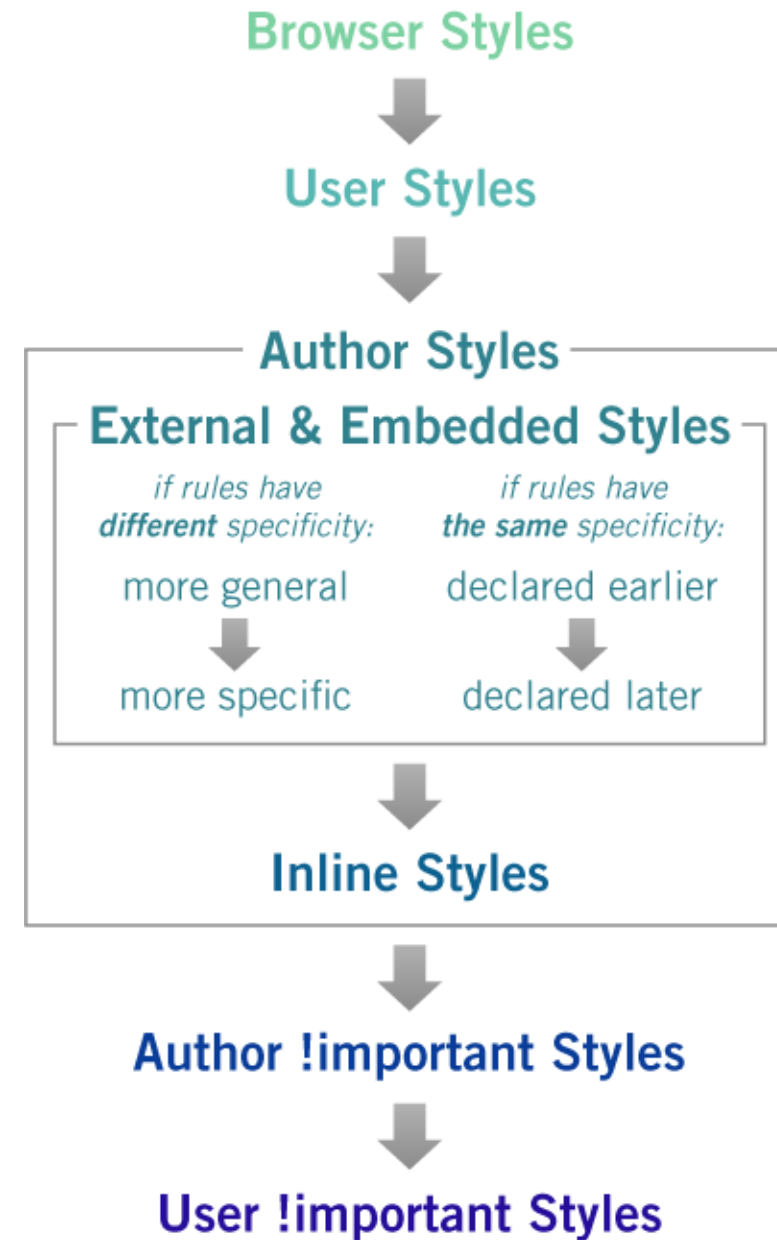 Browser Styles
User Styles
Author Styles
External & Embedded Styles
if rules have
different specificity:
more general
more specific
if rules have
the same specificity:
declared earlier
declared later
Inline Styles
Author !important Styles
User !important Styles